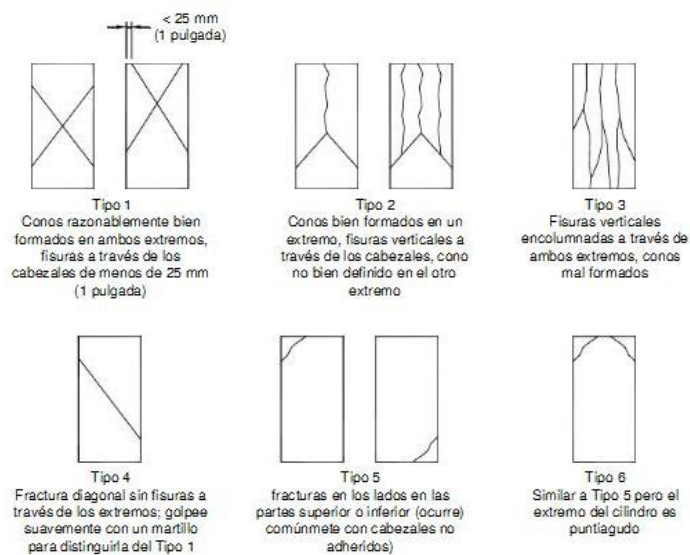 < 25 mm
(1 pulgada)
Tipo 1
Conos razonablemente bien
formados en ambos extremos,
fisuras a través de los
cabezales de menos de 25 mm
(1 pulgada)
Tipo 2
Conos bien formados en un
extremo, fisuras verticales a
través de los cabezales, cono
no bien definido en el otro
extremo
Tipo 3
Fisuras verticales
encolumnadas a través de
ambos extremos, conos
mal formados
Tipo 4
Fractura diagonal sin fisuras a
través de los extremos; golpee
suavemente con un martillo
para distinguirla del Tipo 1
Tipo 5
fracturas en los lados en las
partes superior o inferior (ocurre)
comúnmete con cabezales no
adheridos)
Tipo 6
Similar a Tipo 5 pero el
extremo del cilindro es
puntiagudo